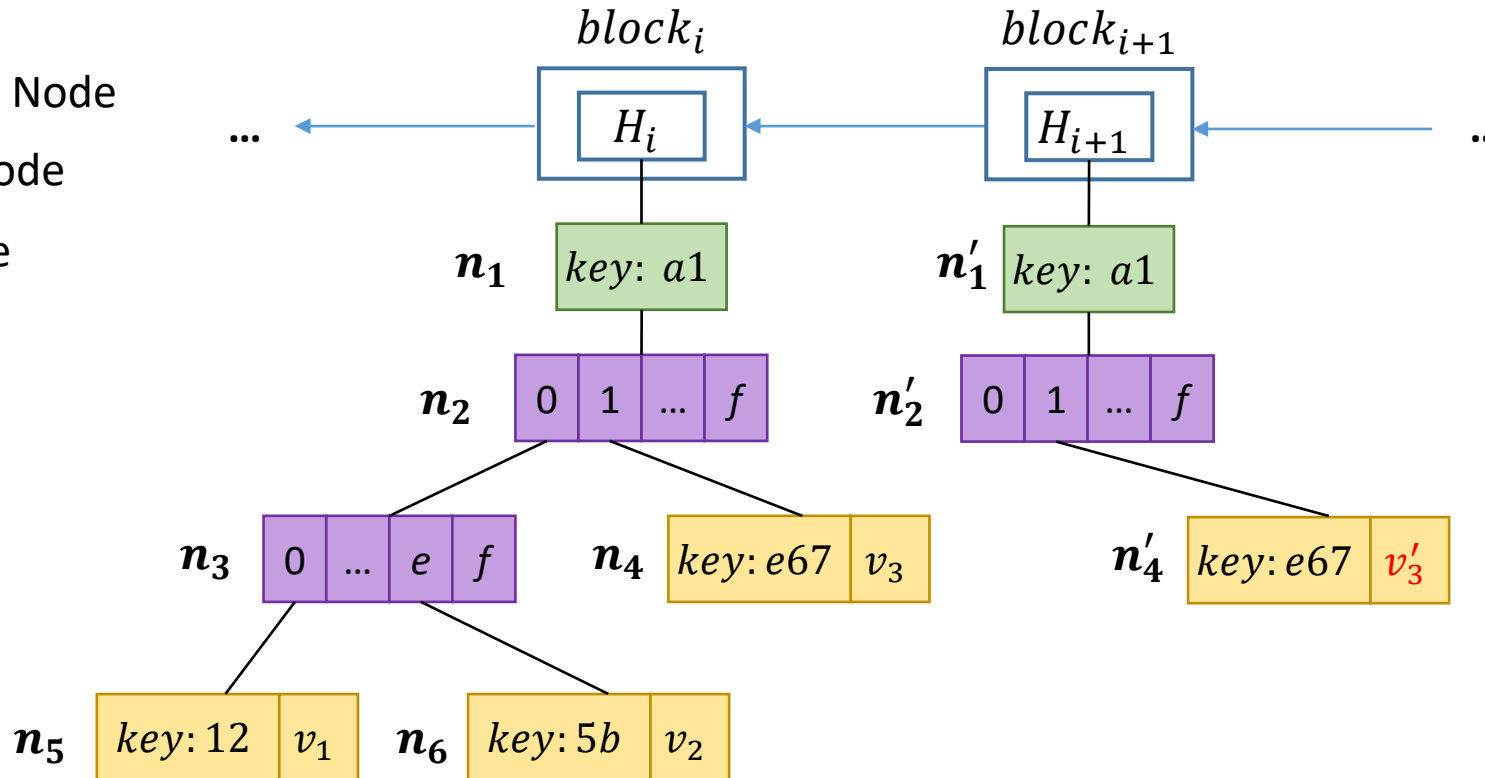 block_i block_{i+1}
Node
... H_i H_{i+1} ..
ode
e
n_1 key: a1 n'_1 key: a1
n_2 0 1 ... f n'_2 0 1 ... f
n_3 0 ... e f n_4 key: e67 v_3 n'_4 key: e67 v'_3
n_5 key: 12 v_1 n_6 key: 5b v_2